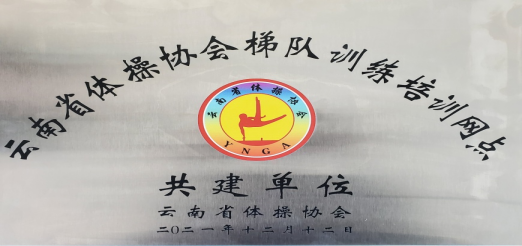 云南省体操协会梯队训练培训网点
云南省体操协会
YNGA
共建单位
云南省体操协会
二〇二一年十二月十二日